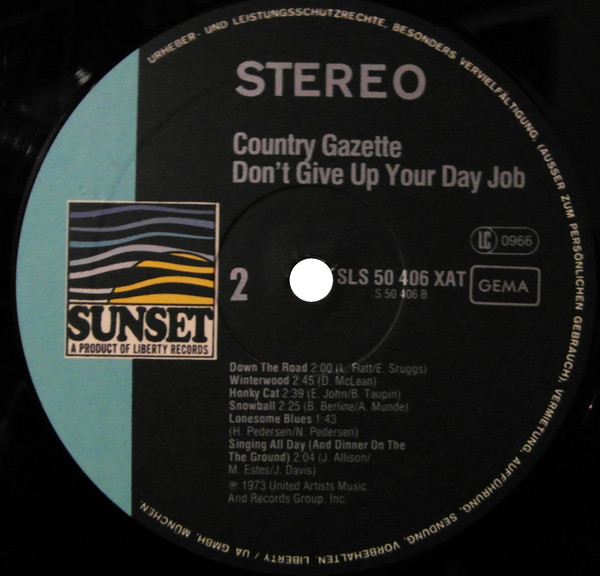 URHEBER- UND LEISTUNGSSCHUTZRECHTE, BESONDERS VERVIELFÄLTIGUNG, (AUSSER ZUM PERSÖNLICHEN GEBRAUCH), VERMIETUNG, AUFFÜHRUNG, SENDUNG, VORBEHALTEN. LIBERTY / UA GMBH, MÜNCHEN.
STEREO
Country Gazette
Don't Give Up Your Day Job
LC 0966
2
SLS 50 406 XAT
GEMA
S 50 406 B
SUNSET
A PRODUCT OF LIBERTY RECORDS
Down The Road 2:00 (L. Flatt/E. Sruggs)
Winterwood 2:45 (D. McLean)
Honky Cat 2:39 (E. John/B. Taupin)
Snowball 2:25 (B. Berline/A. Munde)
Lonesome Blues 1:43
(H. Pedersen/N. Pedersen)
Singing All Day (And Dinner On The
The Ground) 2:04 (J. Allison/
M. Estes/J. Davis)
℗ 1973 United Artists Music
And Records Group, Inc.